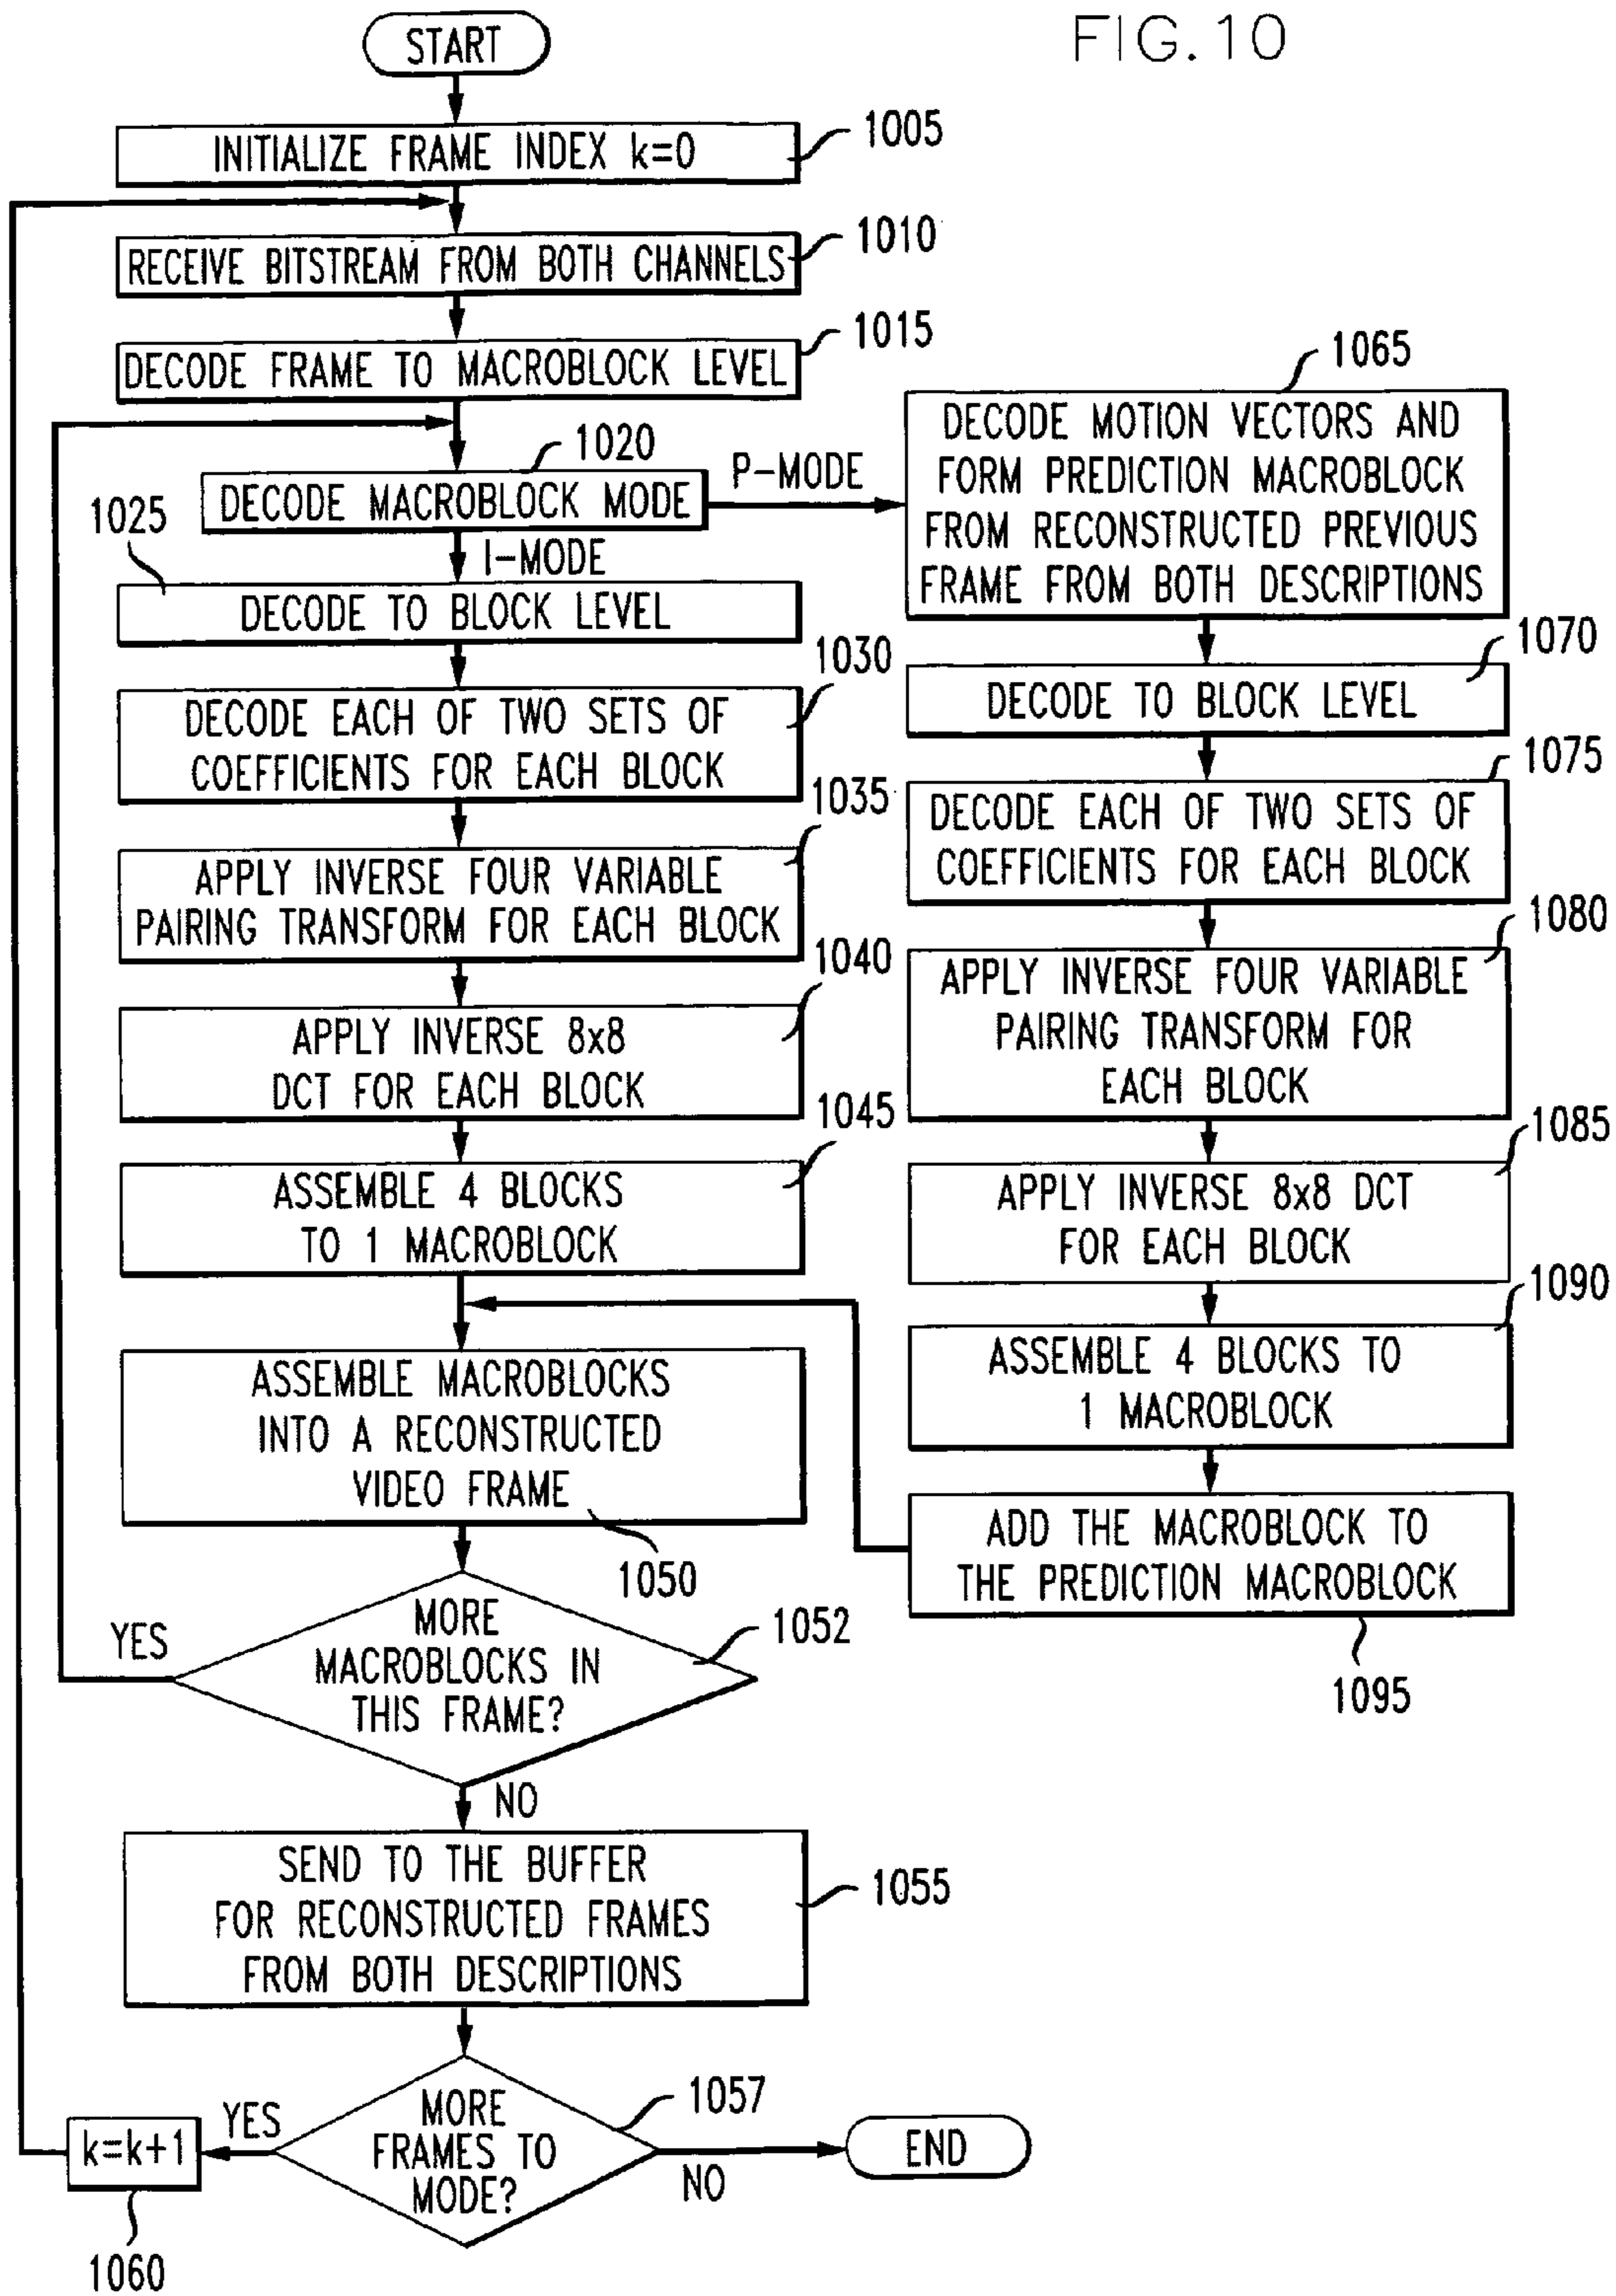 FIG. 10
START
INITIALIZE FRAME INDEX k=0
1005
RECEIVE BITSTREAM FROM BOTH CHANNELS
1010
DECODE FRAME TO MACROBLOCK LEVEL
1015
DECODE MACROBLOCK MODE
1020
P-MODE
I-MODE
1025
DECODE TO BLOCK LEVEL
1030
DECODE EACH OF TWO SETS OF
COEFFICIENTS FOR EACH BLOCK
1035
APPLY INVERSE FOUR VARIABLE
PAIRING TRANSFORM FOR EACH BLOCK
1040
APPLY INVERSE 8x8
DCT FOR EACH BLOCK
1045
ASSEMBLE 4 BLOCKS
TO 1 MACROBLOCK
ASSEMBLE MACROBLOCKS
INTO A RECONSTRUCTED
VIDEO FRAME
1050
MORE
MACROBLOCKS IN
THIS FRAME?
1052
YES
NO
SEND TO THE BUFFER
FOR RECONSTRUCTED FRAMES
FROM BOTH DESCRIPTIONS
1055
MORE
FRAMES TO
MODE?
1057
YES
k=k+1
1060
NO
END
1065
DECODE MOTION VECTORS AND
FORM PREDICTION MACROBLOCK
FROM RECONSTRUCTED PREVIOUS
FRAME FROM BOTH DESCRIPTIONS
1070
DECODE TO BLOCK LEVEL
1075
DECODE EACH OF TWO SETS OF
COEFFICIENTS FOR EACH BLOCK
1080
APPLY INVERSE FOUR VARIABLE
PAIRING TRANSFORM FOR
EACH BLOCK
1085
APPLY INVERSE 8x8 DCT
FOR EACH BLOCK
1090
ASSEMBLE 4 BLOCKS TO
1 MACROBLOCK
ADD THE MACROBLOCK TO
THE PREDICTION MACROBLOCK
1095